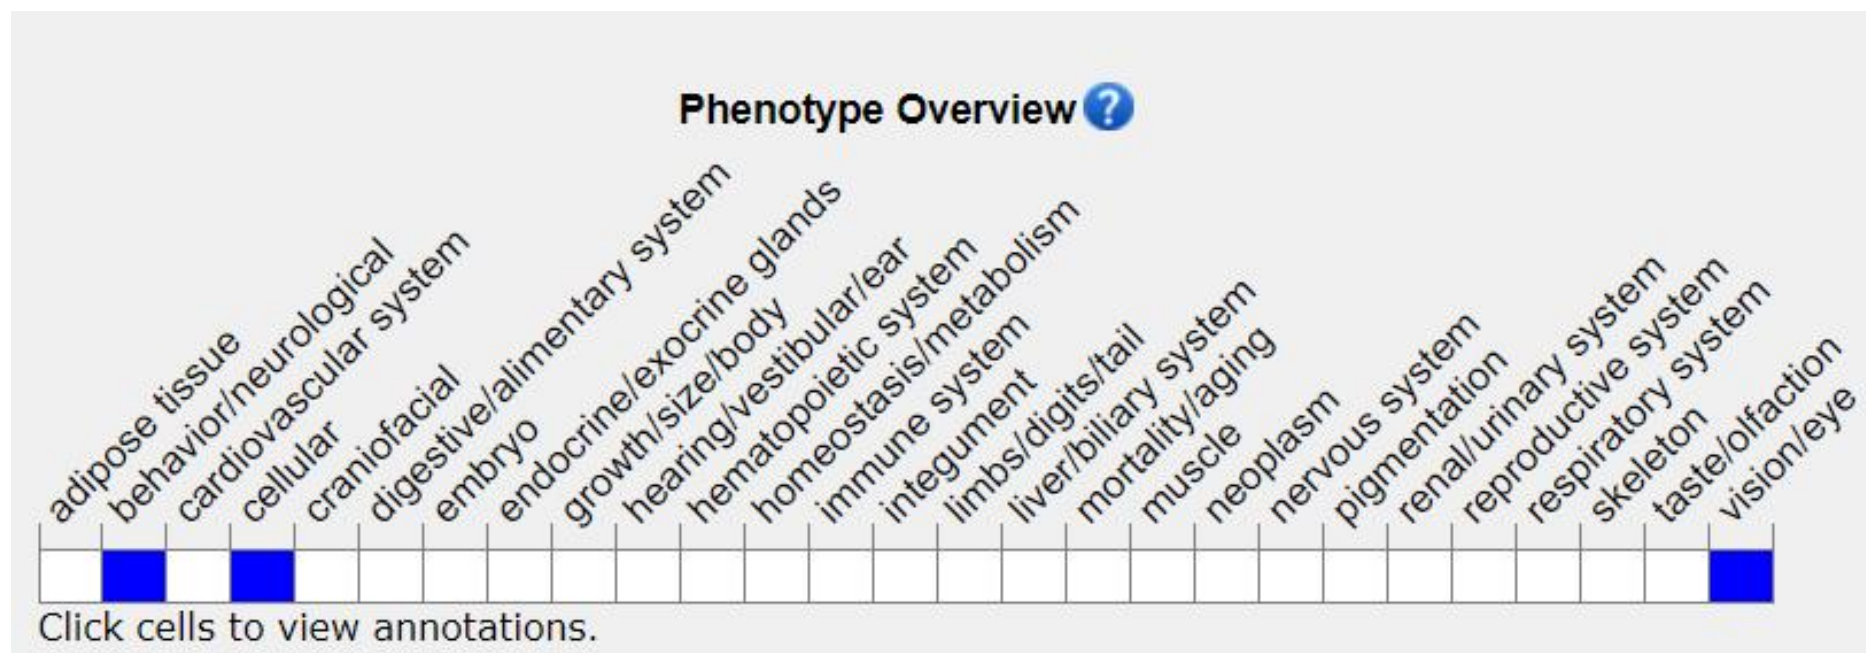 Phenotype Overview ?
adipose tissue
behavior/neurological
cardiovascular system
cellular
craniofacial
digestive/alimentary system
embryo
endocrine/exocrine glands
growth/size/body
hearing/vestibular/ear
hematopoietic system
homeostasis/metabolism
immune system
integument
limbs/digits/tail
liver/biliary system
mortality/aging
muscle
neoplasm
nervous system
pigmentation
renal/urinary system
reproductive system
respiratory system
skeleton
taste/olfaction
vision/eye
Click cells to view annotations.